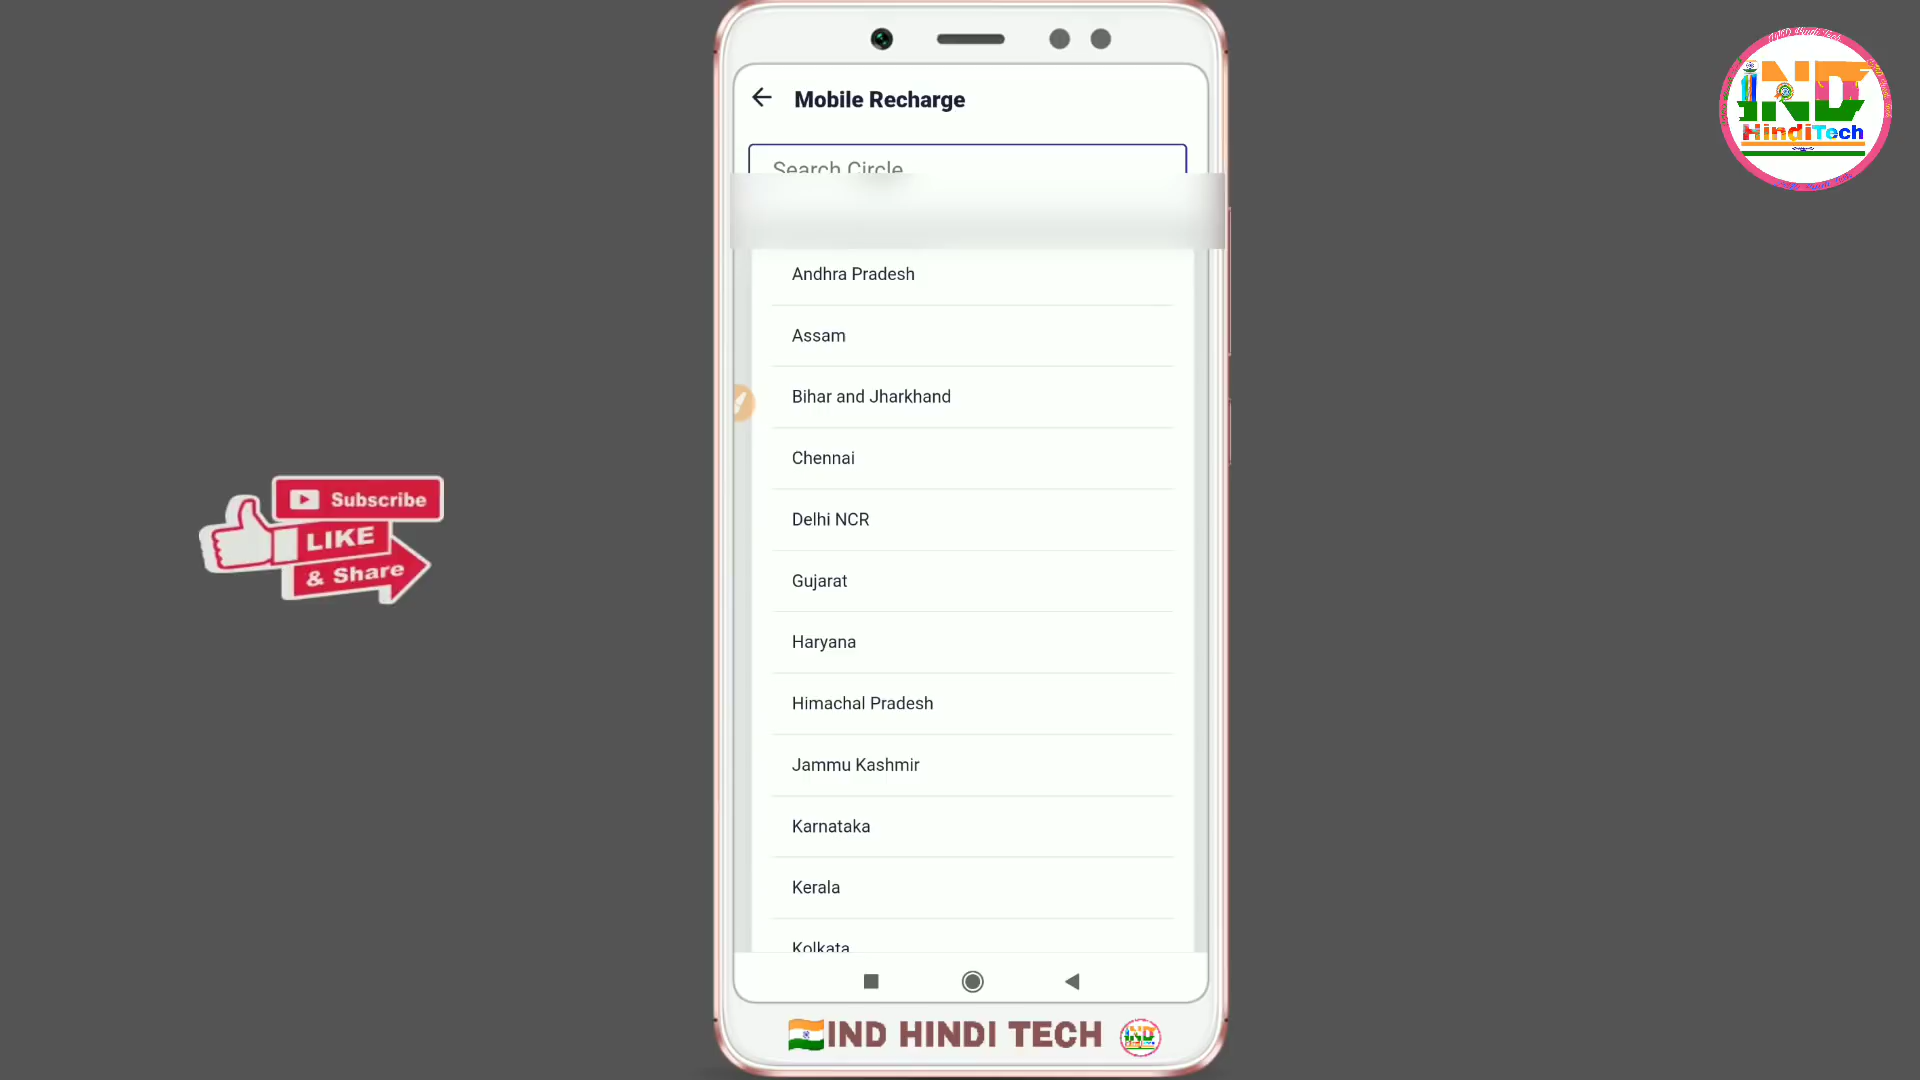 Mobile Recharge
Search Circle
Andhra Pradesh
Assam
Bihar and Jharkhand
Chennai
Delhi NCR
Gujarat
Haryana
Himachal Pradesh
Jammu Kashmir
Karnataka
Kerala
Kolkata
Subscribe
LIKE
& Share
IND
HindiTech
IND HINDI TECH